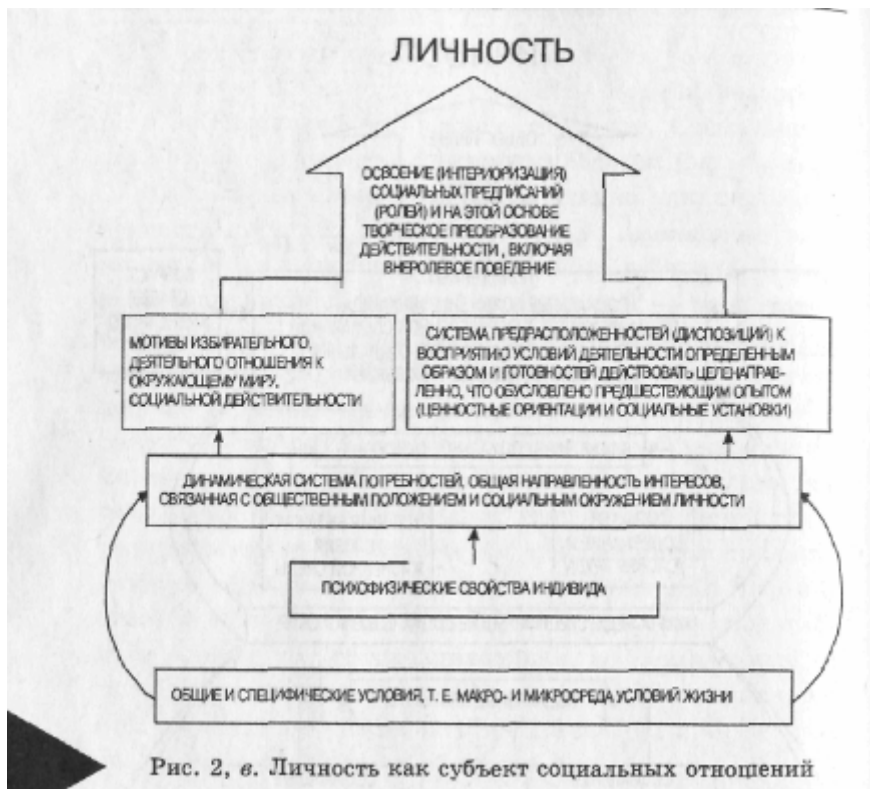 ЛИЧНОСТЬ
ОСВОЕНИЕ (ИНТЕРИОРИЗАЦИЯ)
СОЦИАЛЬНЫХ ПРЕДПИСАНИЙ
(РОЛЕЙ) И НА ЭТОЙ ОСНОВЕ
ТВОРЧЕСКОЕ ПРЕОБРАЗОВАНИЕ
ДЕЙСТВИТЕЛЬНОСТИ, ВКЛЮЧАЯ
ВНЕРОЛЕВОЕ ПОВЕДЕНИЕ
МОТИВЫ ИЗБИРАТЕЛЬНОГО,
ДЕЯТЕЛЬНОГО ОТНОШЕНИЯ К
ОКРУЖАЮЩЕМУ МИРУ,
СОЦИАЛЬНОЙ ДЕЙСТВИТЕЛЬНОСТИ
СИСТЕМА ПРЕДРАСПОЛОЖЕННОСТЕЙ (ДИСПОЗИЦИЙ) К
ВОСПРИЯТИЮ УСЛОВИЙ ДЕЯТЕЛЬНОСТИ ОПРЕДЕЛЕННЫМ
ОБРАЗОМ И ГОТОВНОСТЕЙ ДЕЙСТВОВАТЬ ЦЕЛЕНАПРАВ-
ЛЕННО, ЧТО ОБУСЛОВЛЕНО ПРЕДШЕСТВУЮЩИМ ОПЫТОМ
(ЦЕННОСТНЫЕ ОРИЕНТАЦИИ И СОЦИАЛЬНЫЕ УСТАНОВКИ)
ДИНАМИЧЕСКАЯ СИСТЕМА ПОТРЕБНОСТЕЙ, ОБЩАЯ НАПРАВЛЕННОСТЬ ИНТЕРЕСОВ,
СВЯЗАННАЯ С ОБЩЕСТВЕННЫМ ПОЛОЖЕНИЕМ И СОЦИАЛЬНЫМ ОКРУЖЕНИЕМ ЛИЧНОСТИ
ПСИХОФИЗИЧЕСКИЕ СВОЙСТВА ИНДИВИДА
ОБЩИЕ И СПЕЦИФИЧЕСКИЕ УСЛОВИЯ, Т. Е. МАКРО- И МИКРОСРЕДА УСЛОВИЙ ЖИЗНИ
Рис. 2, в. Личность как субъект социальных отношений